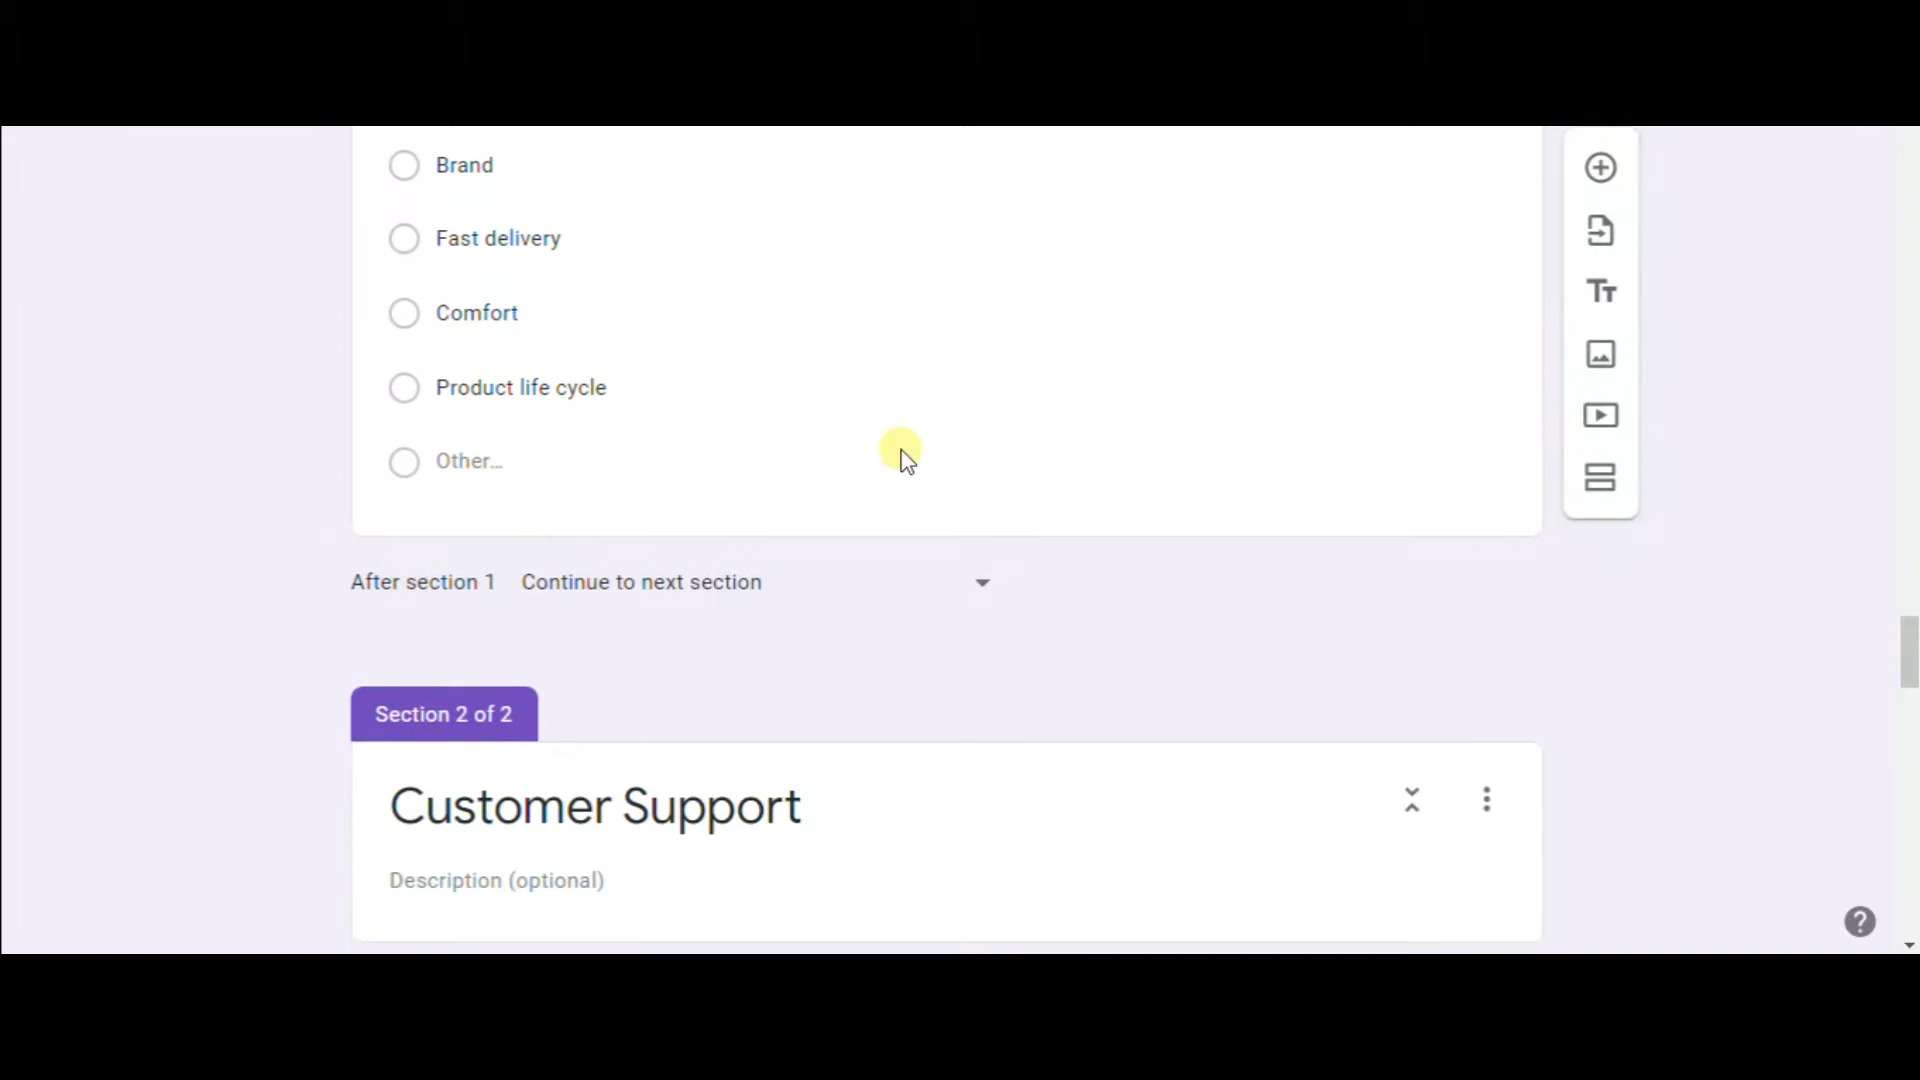 Brand
Fast delivery
Comfort
Product life cycle
Other...
After section 1 Continue to next section
Section 2 of 2
Customer Support
Description (optional)